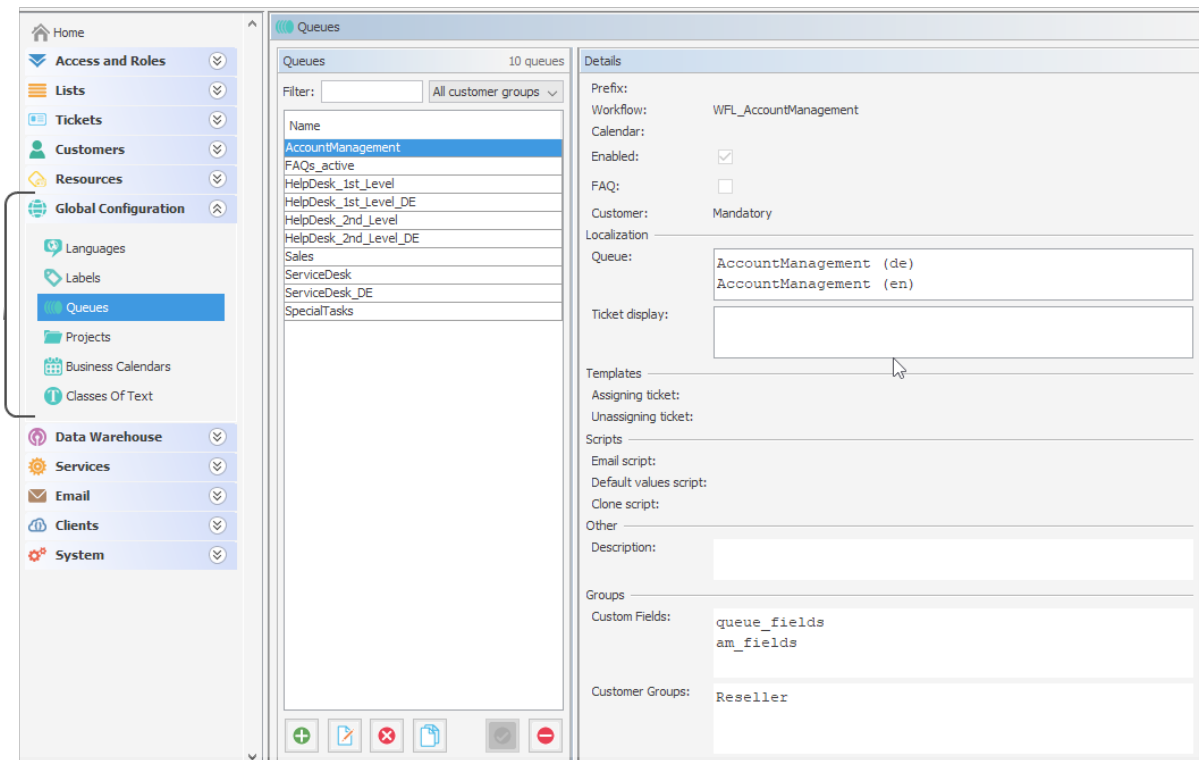 Home
Access and Roles
Lists
Tickets
Customers
Resources
Global Configuration
Languages
Labels
Queues
Projects
Business Calendars
Classes Of Text
Data Warehouse
Services
Email
Clients
System
Queues
Queues 10 queues
Filter: All customer groups
Name
AccountManagement
FAQs_active
HelpDesk_1st_Level
HelpDesk_1st_Level_DE
HelpDesk_2nd_Level
HelpDesk_2nd_Level_DE
Sales
ServiceDesk
ServiceDesk_DE
SpecialTasks
Details
Prefix:
Workflow: WFL_AccountManagement
Calendar:
Enabled:
FAQ:
Customer: Mandatory
Localization
Queue: AccountManagement (de)
AccountManagement (en)
Ticket display:
Templates
Assigning ticket:
Unassigning ticket:
Scripts
Email script:
Default values script:
Clone script:
Other
Description:
Groups
Custom Fields: queue_fields
am_fields
Customer Groups: Reseller